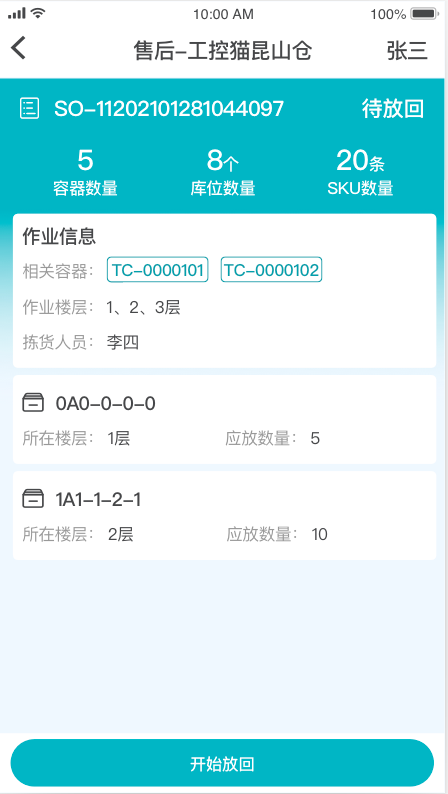 10:00 AM 100%
售后-工控猫昆山仓 张三
SO-11202101281044097 待放回
5 8个 20条
容器数量 库位数量 SKU数量
作业信息
相关容器： TC-0000101 TC-0000102
作业楼层： 1、2、3层
拣货人员： 李四
0A0-0-0-0
所在楼层： 1层 应放数量： 5
1A1-1-2-1
所在楼层： 2层 应放数量： 10
开始放回